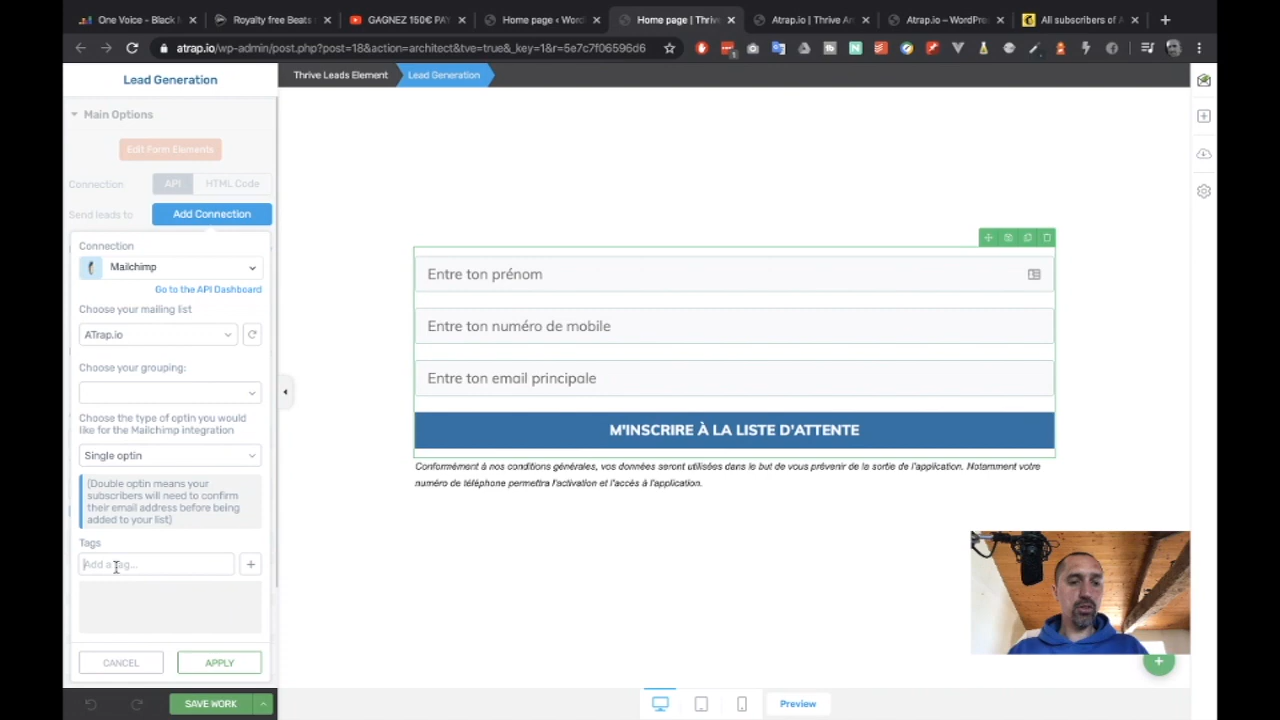 One Voice - Black M
Royalty free Beats
GAGNEZ 150€ PAY
Home page ‹ Word
Home page | Thrive
Atrap.io | Thrive Arc
Atrap.io – WordPres
All subscribers of A
atrap.io/wp-admin/post.php?post=18&action=architect&tve=true&_key=1&r=5e7c7f06596d6
Lead Generation
Thrive Leads Element
Lead Generation
Main Options
Edit Form Elements
Connection
API
HTML Code
Send leads to
Add Connection
Connection
Mailchimp
Go to the API Dashboard
Choose your mailing list
ATrap.io
Choose your grouping:
Choose the type of optin you would
like for the Mailchimp integration
Single optin
(Double optin means your
subscribers will need to confirm
their email address before being
added to your list)
Tags
Add a tag...
CANCEL
APPLY
SAVE WORK
Entre ton prénom
Entre ton numéro de mobile
Entre ton email principale
M'INSCRIRE À LA LISTE D'ATTENTE
Conformément à nos conditions générales, vos données seront utilisées dans le but de vous prévenir de la sortie de l'application. Notamment votre
numéro de téléphone permettra l'activation et l'accès à l'application.
Preview